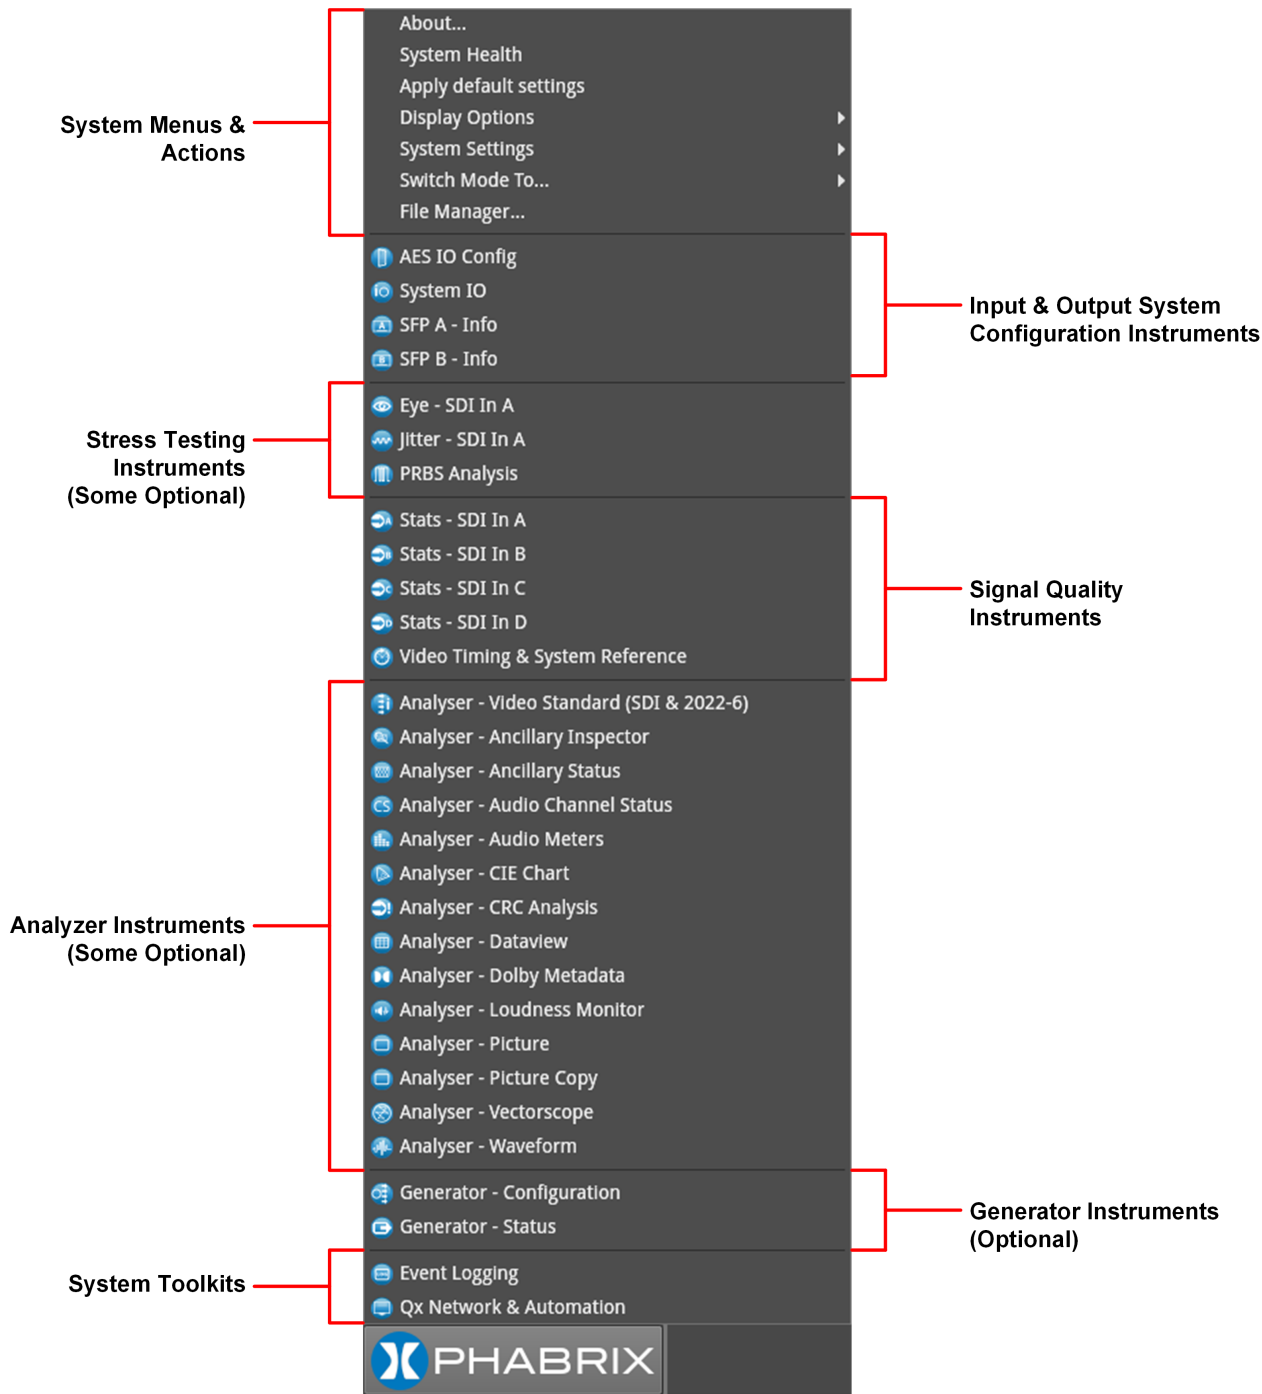 About...
System Health
Apply default settings
Display Options
System Settings
Switch Mode To...
File Manager...
System Menus &
Actions
AES IO Config
System IO
SFP A - Info
SFP B - Info
Input & Output System
Configuration Instruments
Eye - SDI In A
Jitter - SDI In A
PRBS Analysis
Stress Testing
Instruments
(Some Optional)
Stats - SDI In A
Stats - SDI In B
Stats - SDI In C
Stats - SDI In D
Video Timing & System Reference
Signal Quality
Instruments
Analyser - Video Standard (SDI & 2022-6)
Analyser - Ancillary Inspector
Analyser - Ancillary Status
CS Analyser - Audio Channel Status
Analyser - Audio Meters
Analyser - CIE Chart
Analyser - CRC Analysis
Analyser - Dataview
Analyser - Dolby Metadata
Analyser - Loudness Monitor
Analyser - Picture
Analyser - Picture Copy
Analyser - Vectorscope
Analyser - Waveform
Analyzer Instruments
(Some Optional)
Generator - Configuration
Generator - Status
Generator Instruments
(Optional)
Event Logging
Qx Network & Automation
System Toolkits
PHABRIX